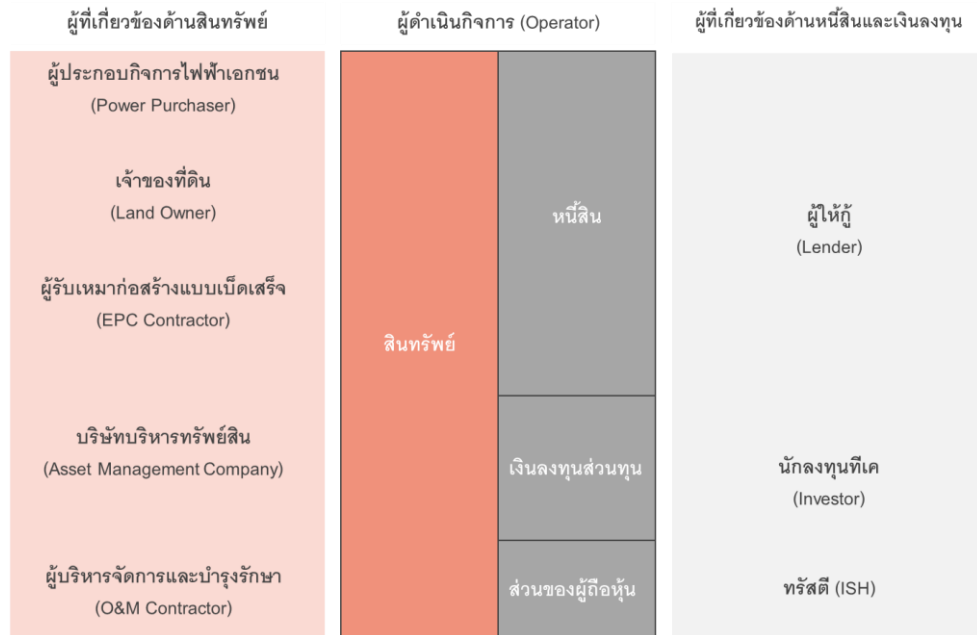 ผู้ที่เกี่ยวข้องด้านสินทรัพย์
ผู้ดำเนินกิจการ (Operator)
ผู้ที่เกี่ยวข้องด้านหนี้สินและเงินลงทุน
ผู้ประกอบกิจการไฟฟ้าเอกชน
(Power Purchaser)
เจ้าของที่ดิน
(Land Owner)
ผู้รับเหมาก่อสร้างแบบเบ็ดเสร็จ
(EPC Contractor)
บริษัทบริหารทรัพย์สิน
(Asset Management Company)
ผู้บริหารจัดการและบำรุงรักษา
(O&M Contractor)
สินทรัพย์
หนี้สิน
เงินลงทุนส่วนทุน
ส่วนของผู้ถือหุ้น
ผู้ให้กู้
(Lender)
นักลงทุนทีเค
(Investor)
ทรัสตี (ISH)